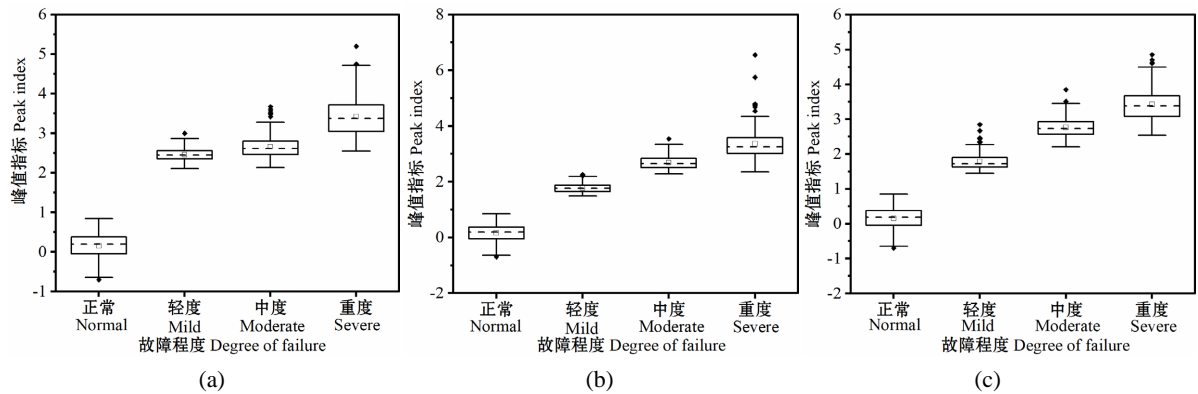 峰值指标 Peak index
6
5
4
3
2
1
0
-1
正常 轻度 中度 重度
Normal Mild Moderate Severe
故障程度 Degree of failure
(a)
峰值指标 Peak index
8
6
4
2
0
-2
正常 轻度 中度 重度
Normal Mild Moderate Severe
故障程度 Degree of failure
(b)
峰值指标 Peak index
6
5
4
3
2
1
0
-1
-2
正常 轻度 中度 重度
Normal Mild Moderate Severe
故障程度 Degree of failure
(c)